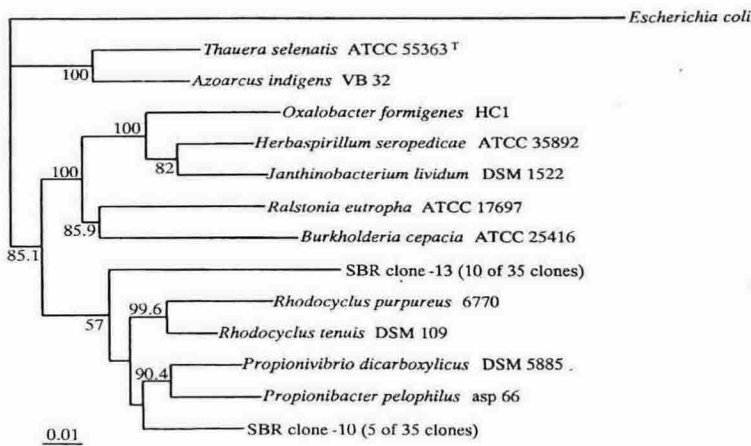 Escherichia coli
Thauera selenatis ATCC 55363 T
100
Azoarcus indigens VB 32
Oxalobacter formigenes HC1
100
Herbaspirillum seropedicae ATCC 35892
82
Janthinobacterium lividum DSM 1522
100
Ralstonia eutropha ATCC 17697
85.9
Burkholderia cepacia ATCC 25416
85.1
SBR clone-13 (10 of 35 clones)
Rhodocyclus purpureus 6770
99.6
57
Rhodocyclus tenuis DSM 109
Propionivibrio dicarboxylicus DSM 5885
90.4
Propionibacter pelophilus asp 66
SBR clone-10 (5 of 35 clones)
0.01